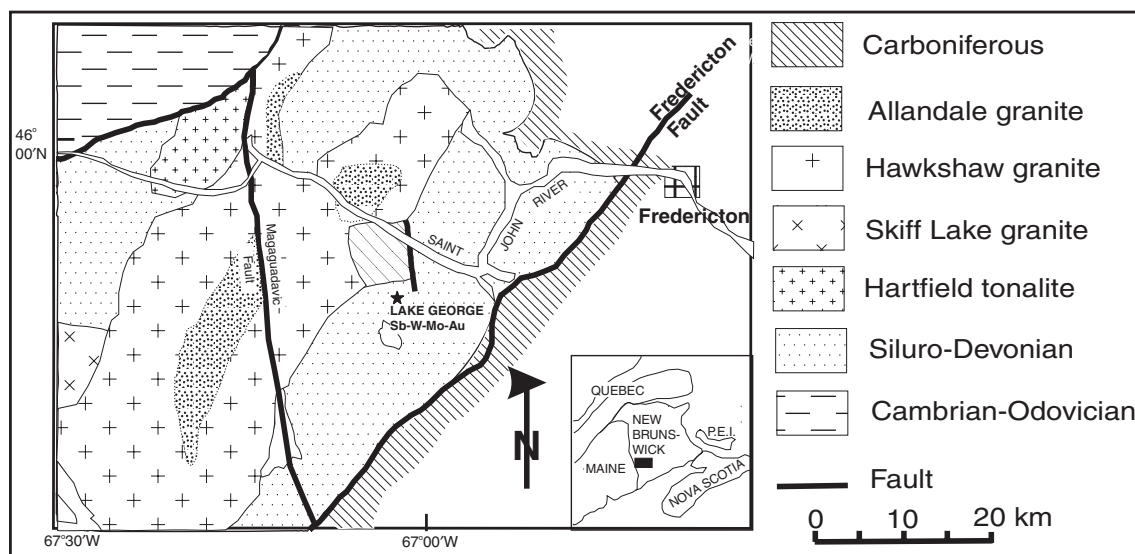 46°
00'N
67°30'W
67°00'W
Fredericton
Fault
Fredericton
SAINT
JOHN
RIVER
Magaguadavic
Fault
LAKE GEORGE
Sb-W-Mo-Au
N
QUEBEC
NEW
BRUNS-
WICK
P.E.I.
MAINE
NOVA SCOTIA
Carboniferous
Allandale granite
Hawkshaw granite
Skiff Lake granite
Hartfield tonalite
Siluro-Devonian
Cambrian-Odovician
Fault
0 10 20 km